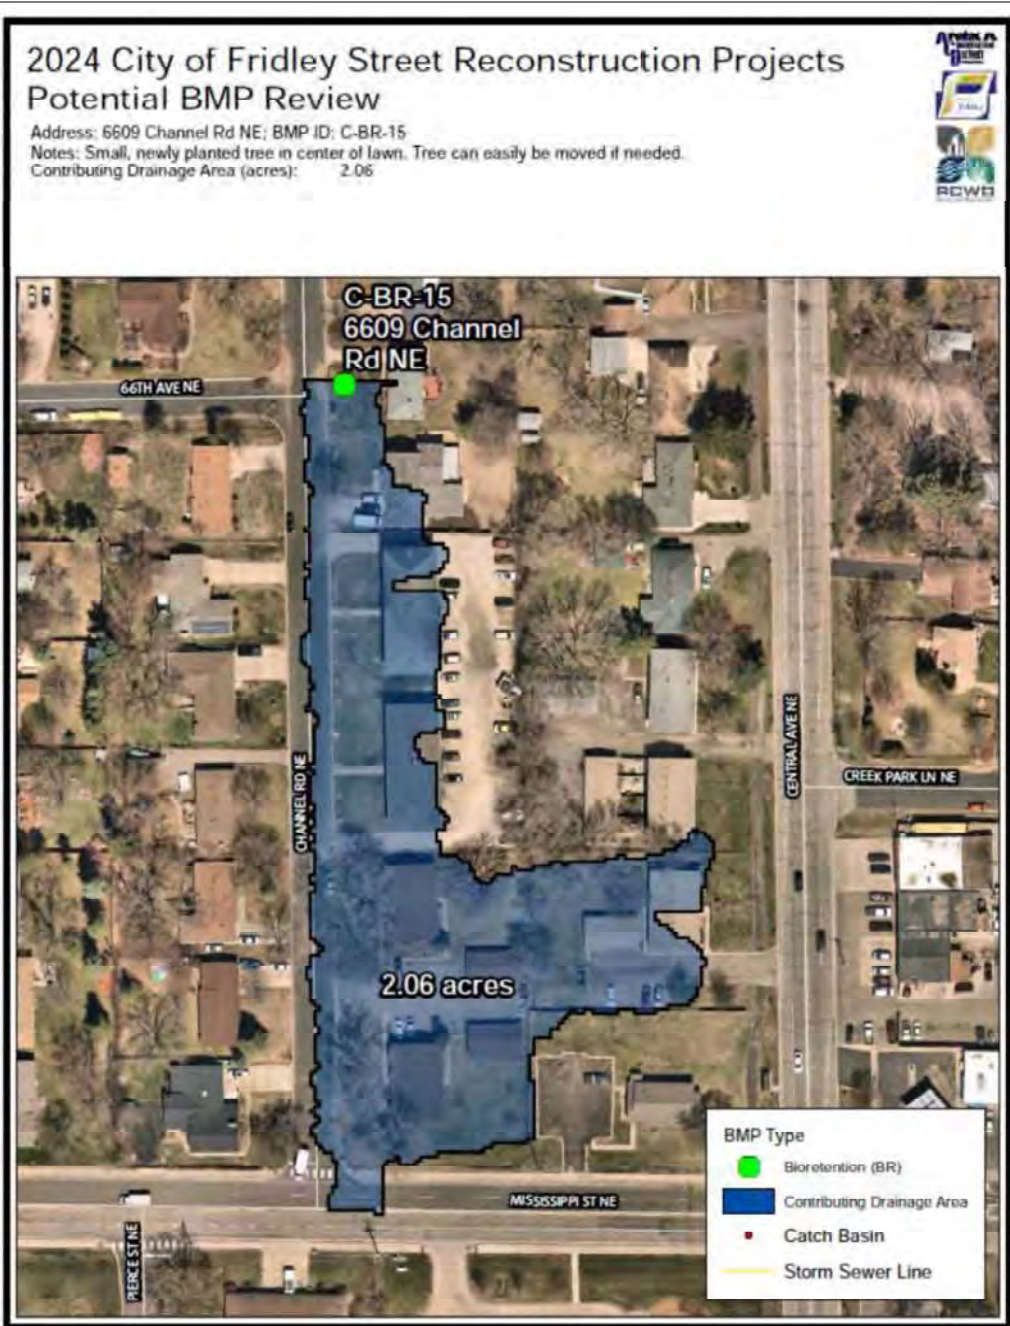 2024 City of Fridley Street Reconstruction Projects
Potential BMP Review
Address: 6609 Channel Rd NE; BMP ID: C-BR-15
Notes: Small, newly planted tree in center of lawn. Tree can easily be moved if needed.
Contributing Drainage Area (acres): 2.06
RCWD
C-BR-15
6609 Channel
Rd NE
66TH AVE NE
CHANNEL RD NE
CENTRAL AVE NE
CREEK PARK LN NE
2.06 acres
MISSISSIPPI ST NE
PIERCE ST NE
BMP Type
Bioretention (BR)
Contributing Drainage Area
Catch Basin
Storm Sewer Line